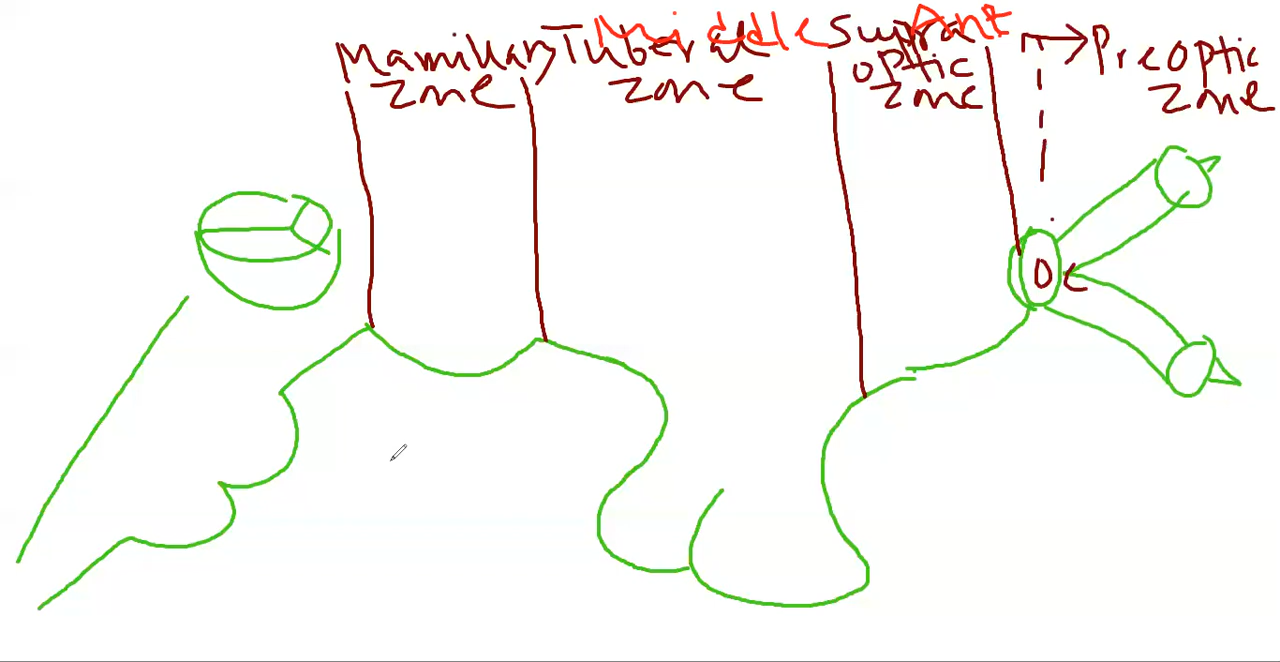 Middle Ant
Mamillary Tuberal Supra Preoptic
zone zone optic zone
zone
OC